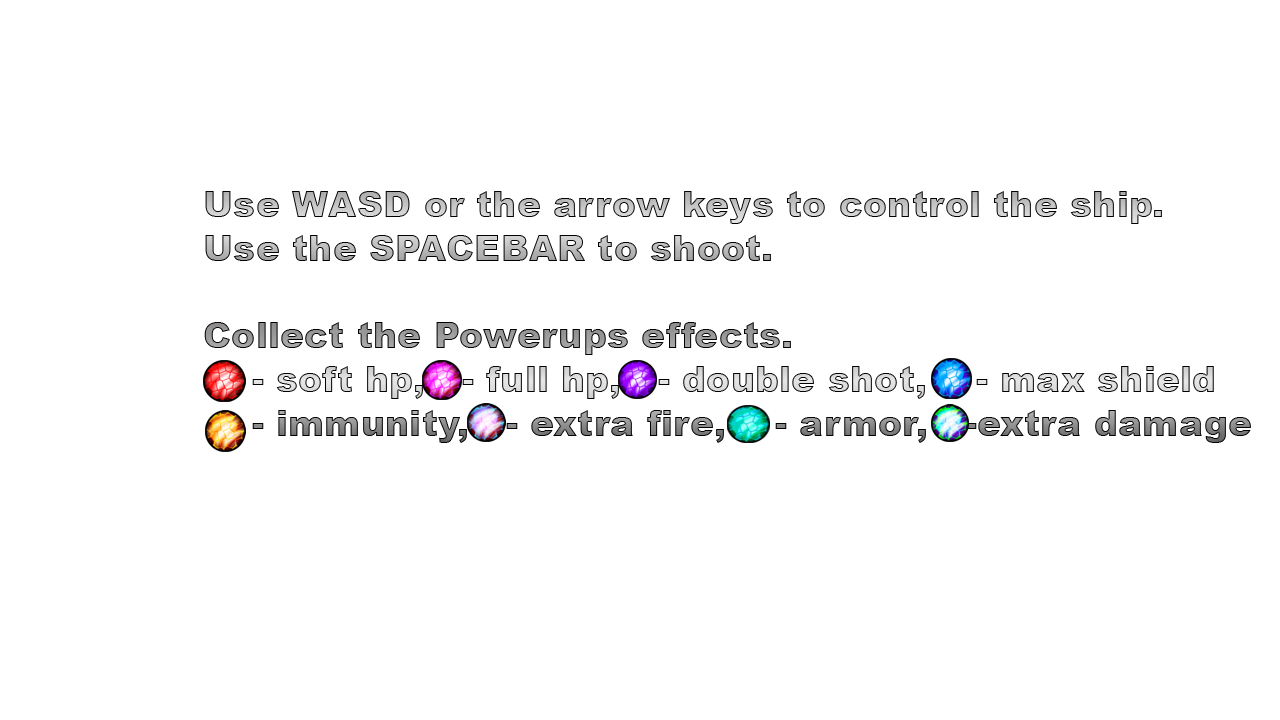 Use WASD or the arrow keys to control the ship.
Use the SPACEBAR to shoot.
Collect the Powerups effects.
- soft hp, - full hp, - double shot, - max shield
- immunity, - extra fire, - armor, -extra damage